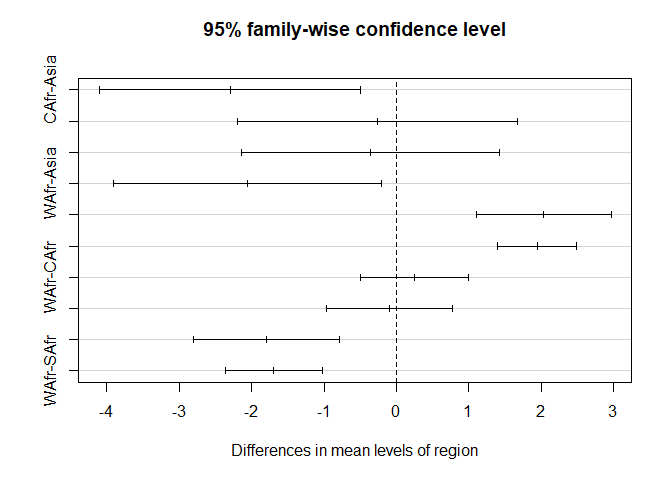 95% family-wise confidence level
CAfr-Asia
WAfr-Asia
WAfr-CAfr
WAfr-SAfr
-4 -3 -2 -1 0 1 2 3
Differences in mean levels of region